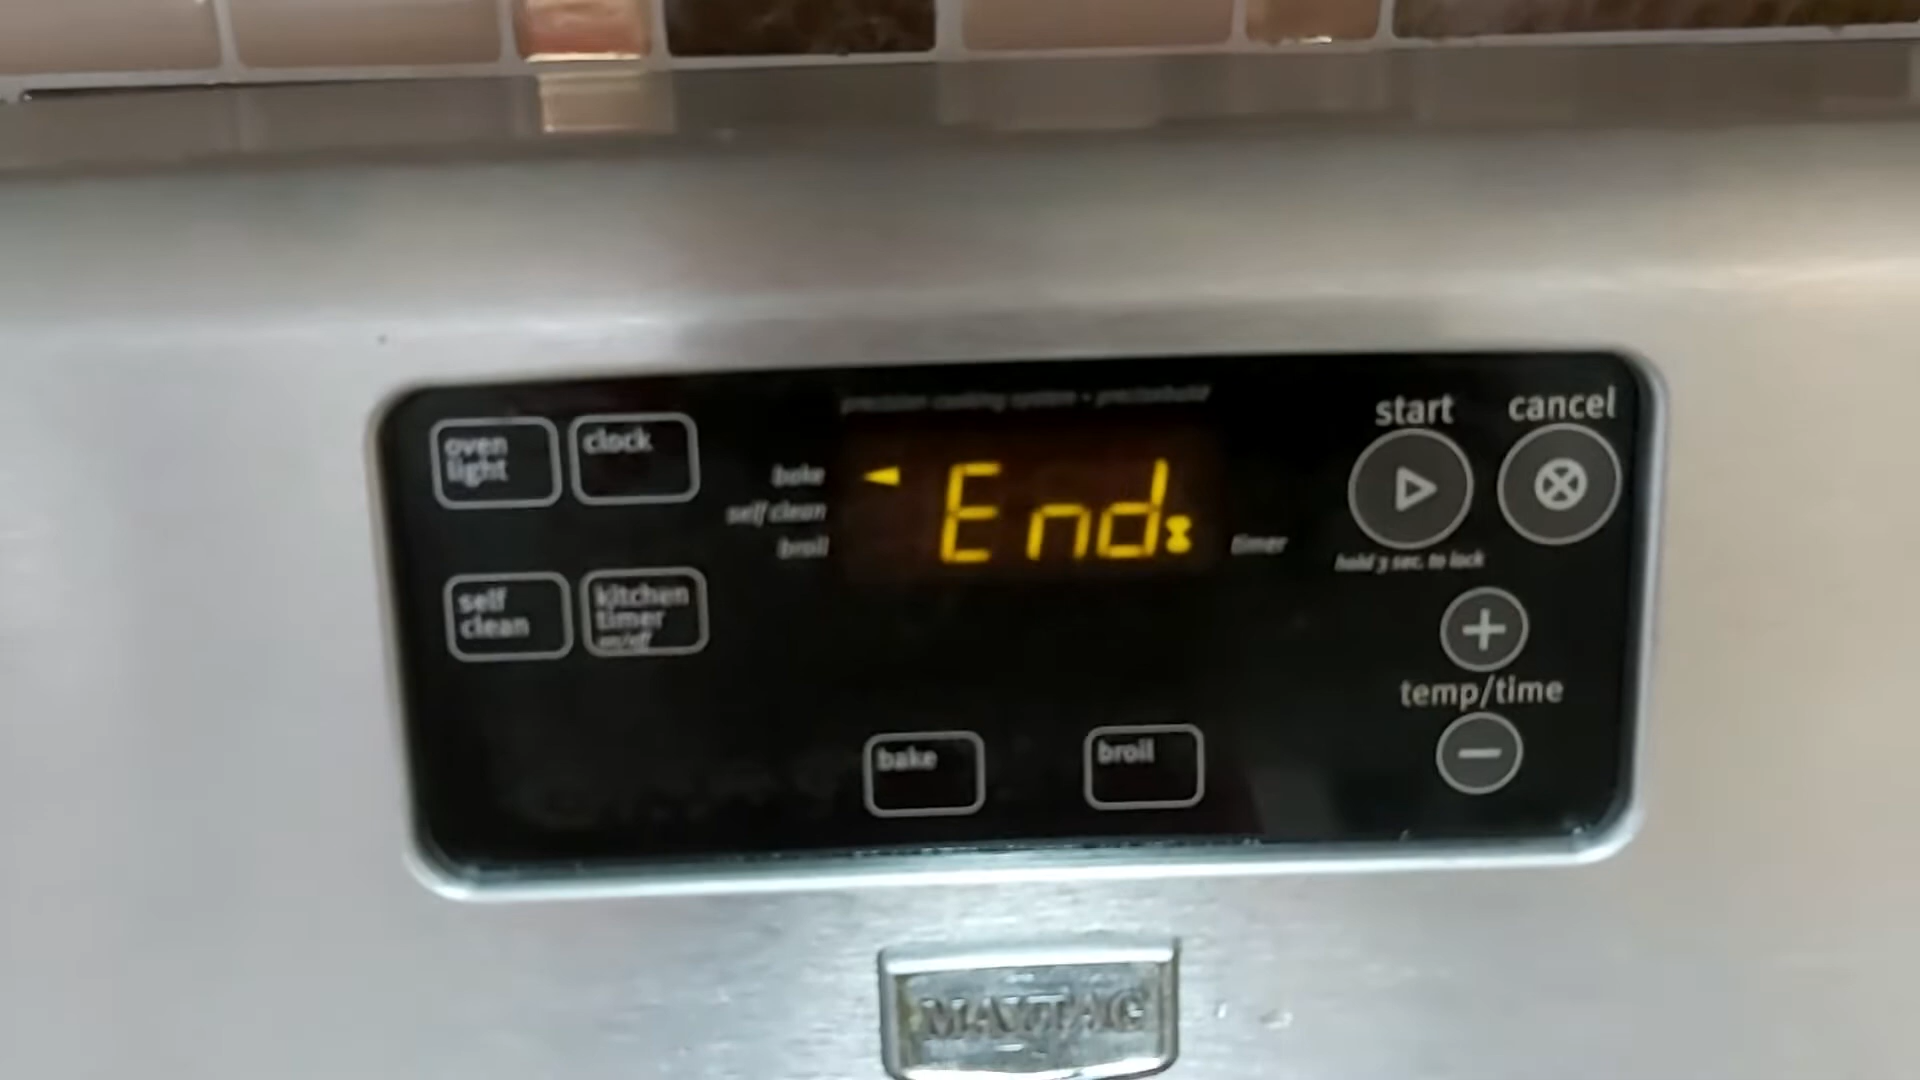 precision cooking system • precisebuild
start
cancel
oven
light
clock
bake
self clean
broil
End
timer
hold 3 sec. to lock
self
clean
kitchen
timer
on/off
temp/time
bake
broil
MAYTAG